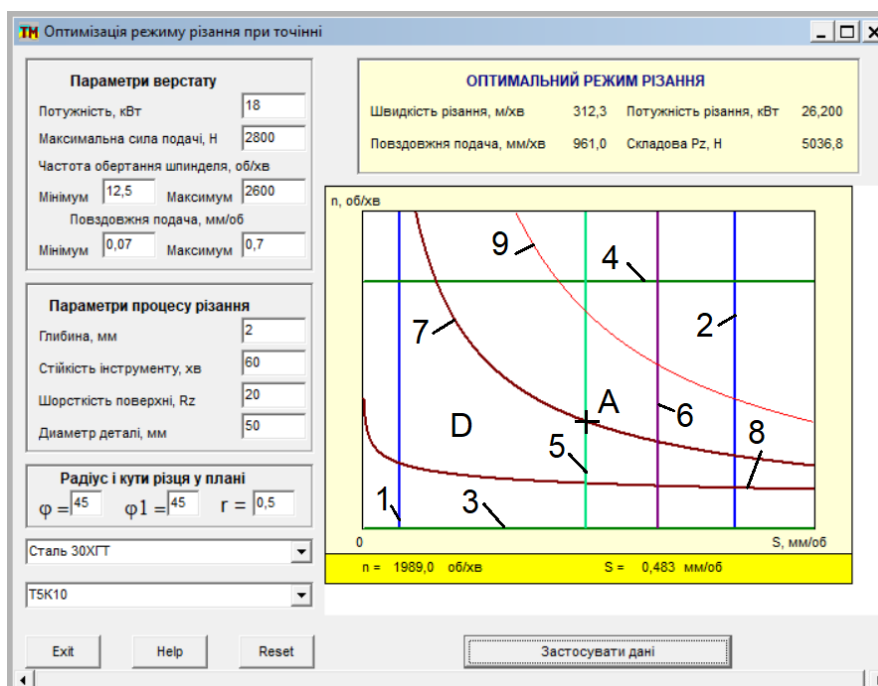 ТМ Оптимізація режиму різання при точінні
Параметри верстату
Потужність, кВт 18
Максимальна сила подачі, Н 2800
Частота обертання шпинделя, об/хв
Мінімум 12,5 Максимум 2600
Повздовжня подача, мм/об
Мінімум 0,07 Максимум 0,7
Параметри процесу різання
Глибина, мм 2
Стійкість інструменту, хв 60
Шорсткість поверхні, Rz 20
Диаметр деталі, мм 50
Радіус і кути різця у плані
φ = 45 φ1 = 45 r = 0,5
Сталь 30ХГТ
Т5К10
Exit Help Reset
ОПТИМАЛЬНИЙ РЕЖИМ РІЗАННЯ
Швидкість різання, м/хв 312,3 Потужність різання, кВт 26,200
Повздовжня подача, мм/хв 961,0 Складова Pz, Н 5036,8
n, об/хв
9
4
7
2
A
6
D
5
8
1
3
0 S, мм/об
n = 1989,0 об/хв S = 0,483 мм/об
Застосувати дані